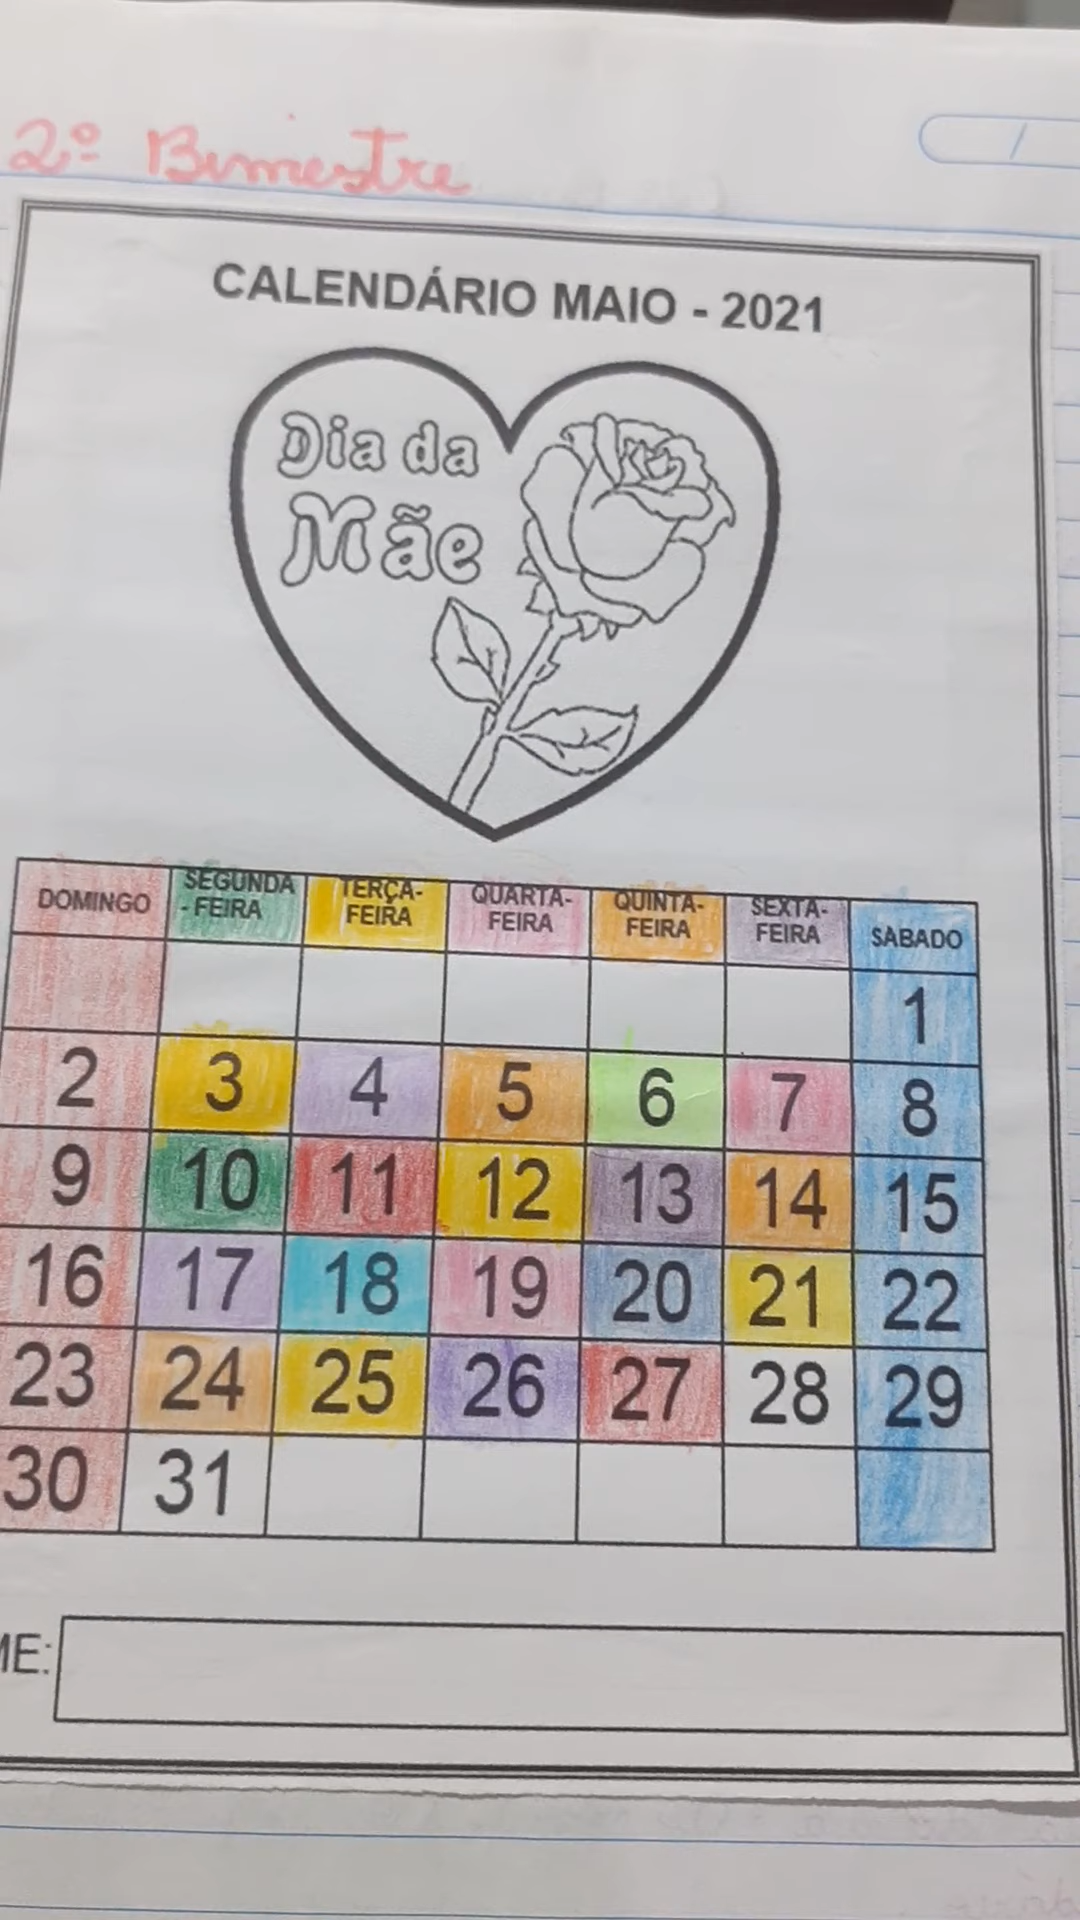 2º Bimestre
/
CALENDÁRIO MAIO - 2021
Dia da
Mãe
DOMINGO SEGUNDA - FEIRA TERÇA- FEIRA QUARTA- FEIRA QUINTA- FEIRA SEXTA- FEIRA SABADO
1
2 3 4 5 6 7 8
9 10 11 12 13 14 15
16 17 18 19 20 21 22
23 24 25 26 27 28 29
30 31
ME: